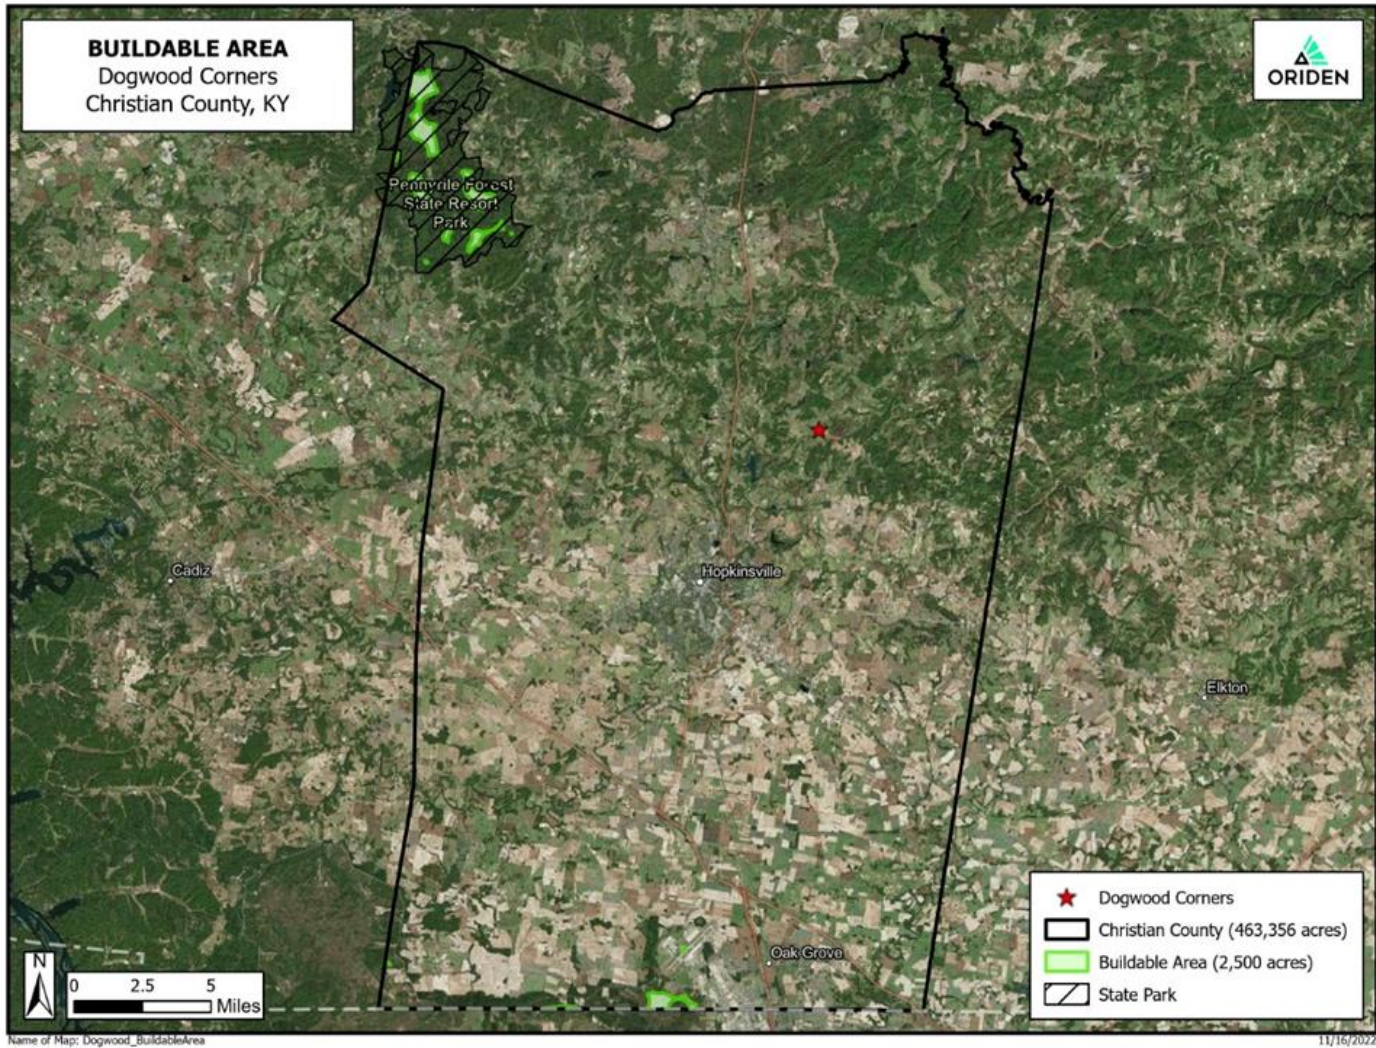 BUILDABLE AREA
Dogwood Corners
Christian County, KY
ORIDEN
Pennyrile Forest
State Resort
Park
Cadiz
Hopkinsville
Elkton
Oak Grove
★ Dogwood Corners
Christian County (463,356 acres)
Buildable Area (2,500 acres)
State Park
N
0 2.5 5
Miles
Name of Map: Dogwood_BuildableArea
11/16/2022